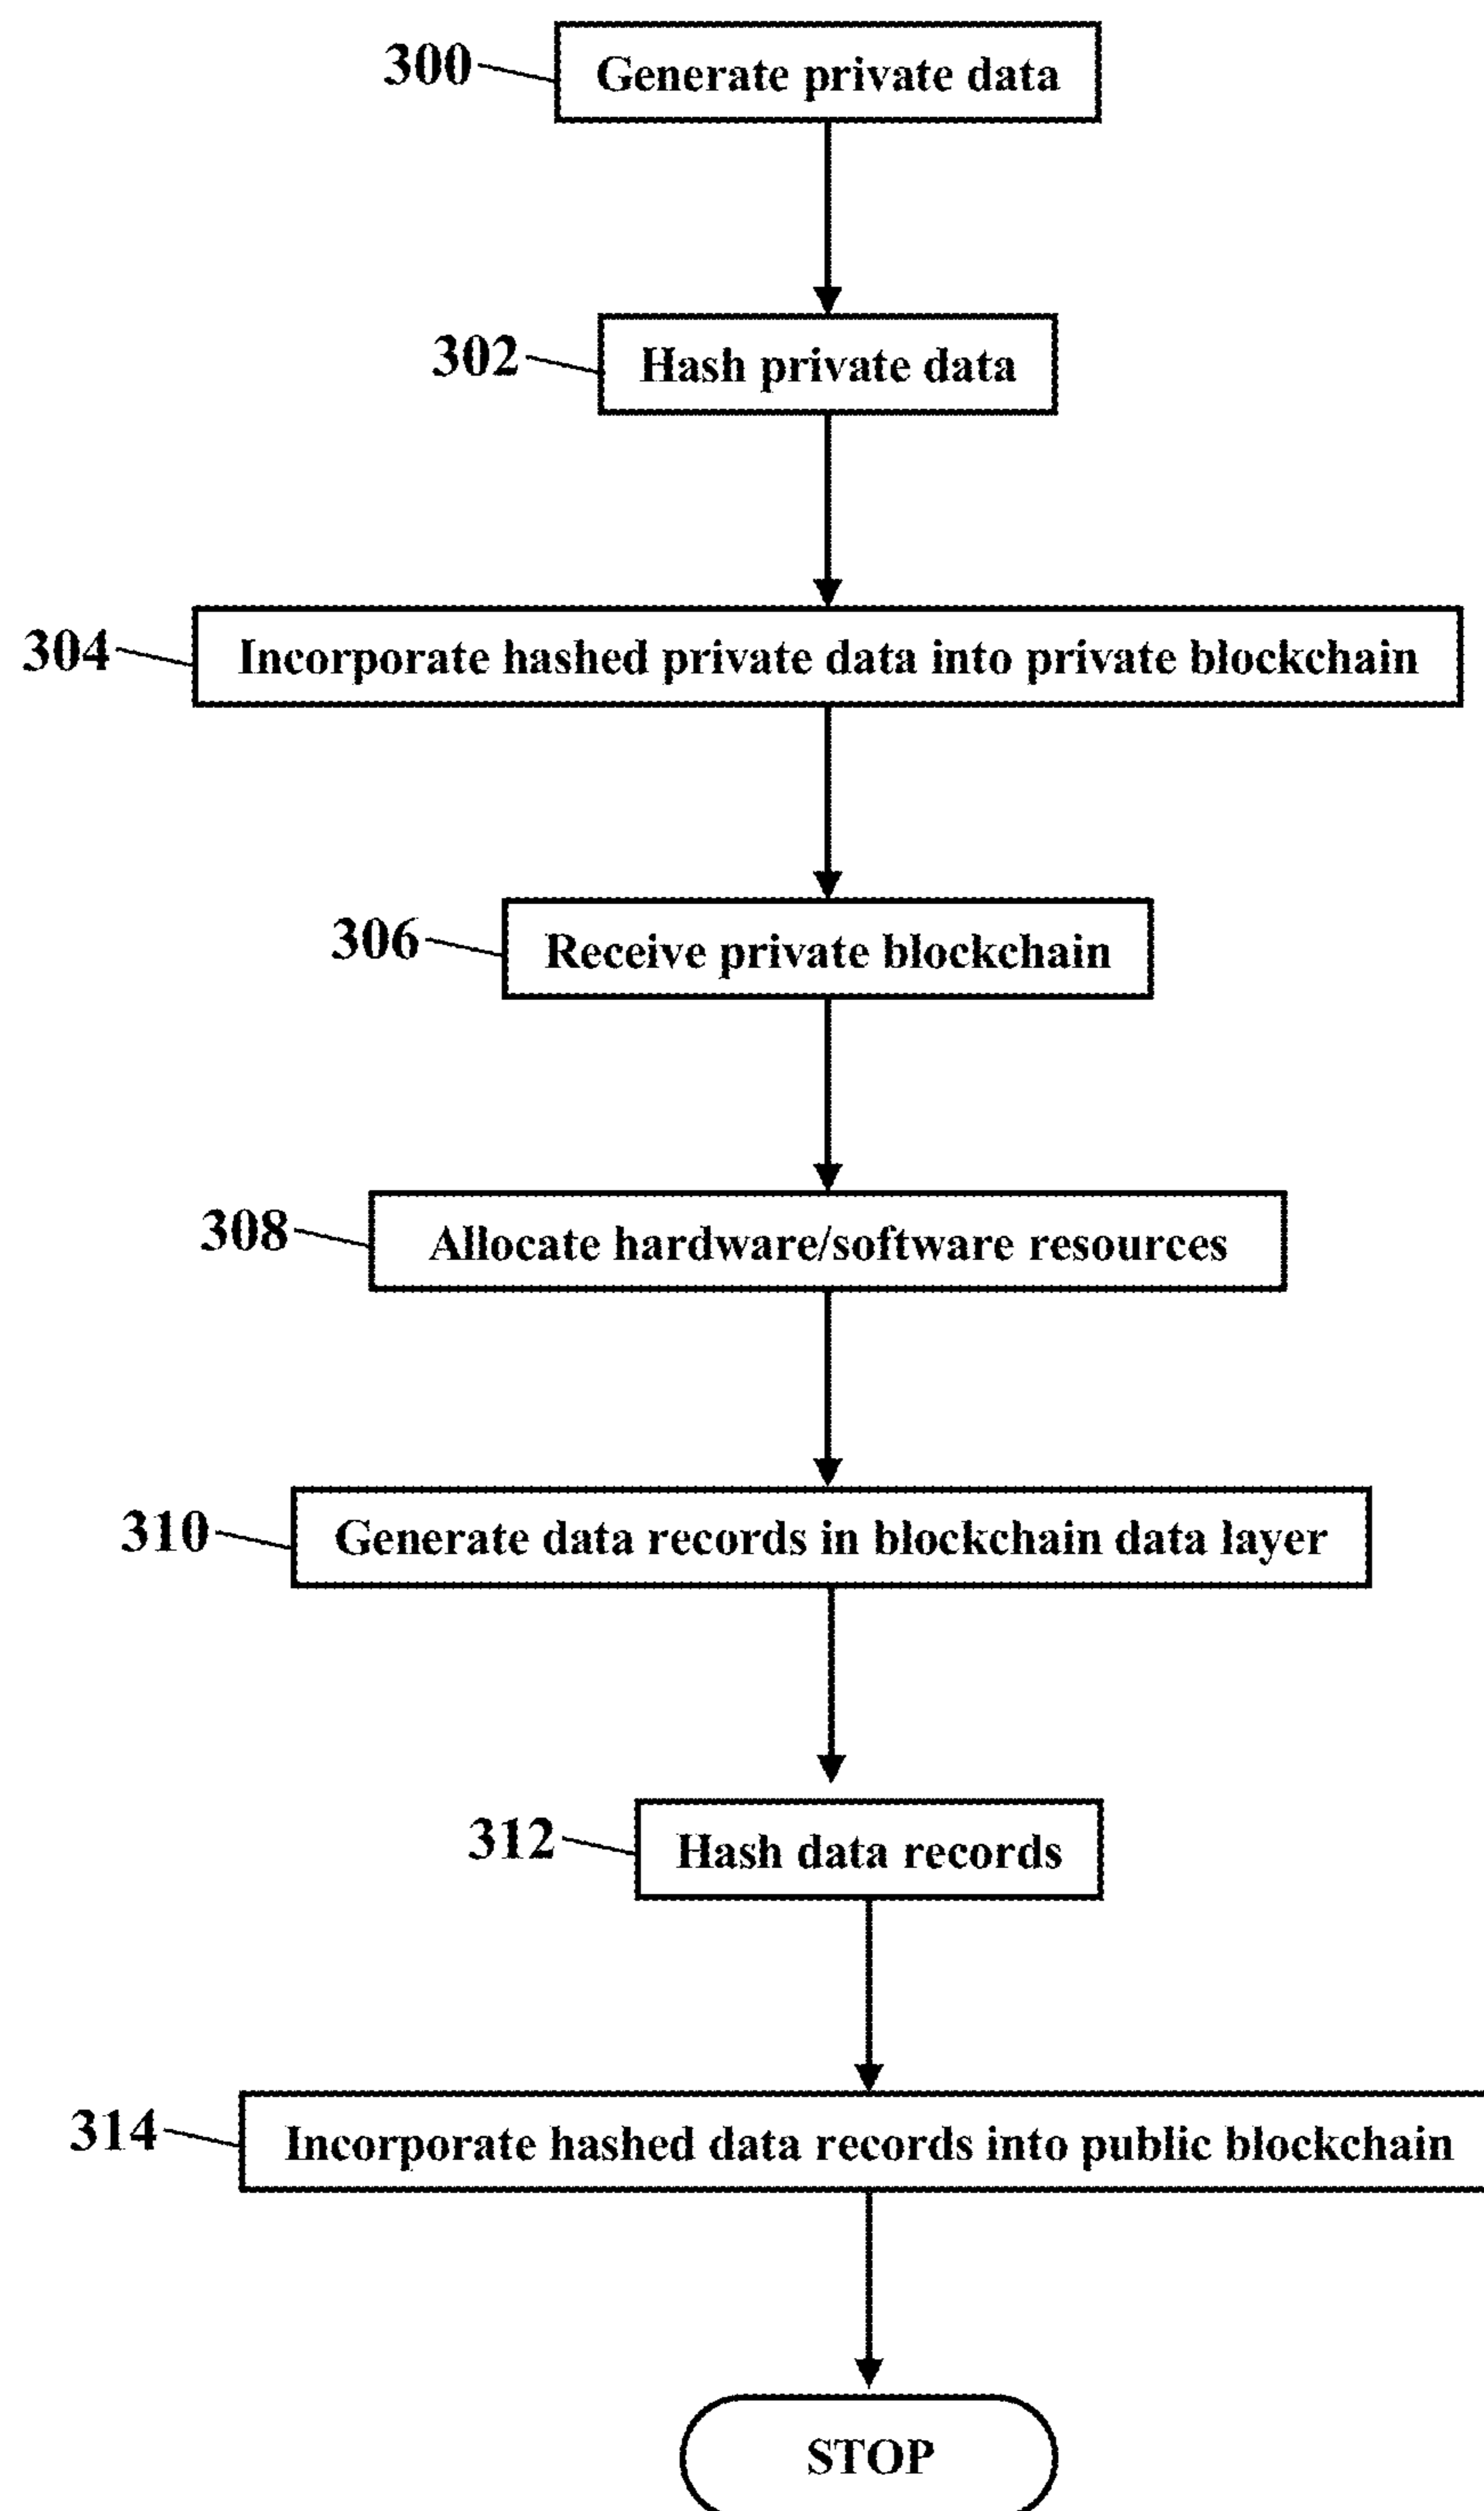 300 Generate private data
302 Hash private data
304 Incorporate hashed private data into private blockchain
306 Receive private blockchain
308 Allocate hardware/software resources
310 Generate data records in blockchain data layer
312 Hash data records
314 Incorporate hashed data records into public blockchain
STOP